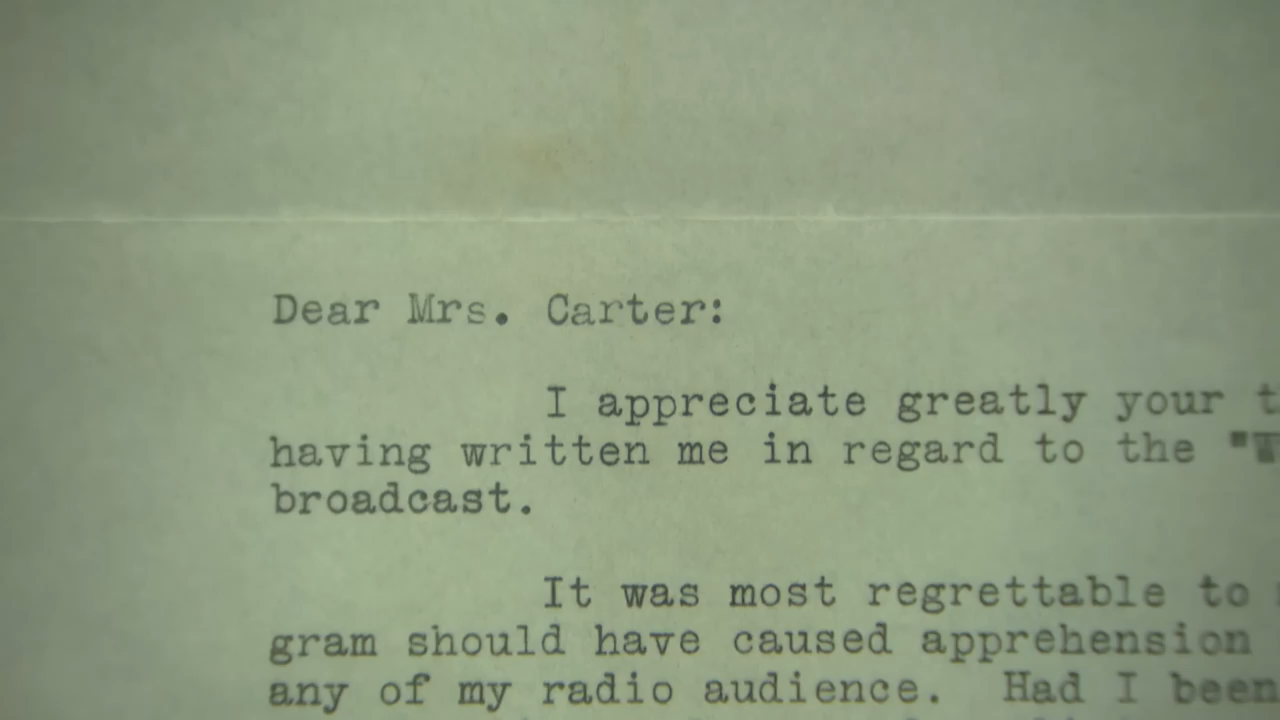 Dear Mrs. Carter:
I appreciate greatly your
having written me in regard to the
broadcast.
It was most regrettable to
gram should have caused apprehension
any of my radio audience. Had I been